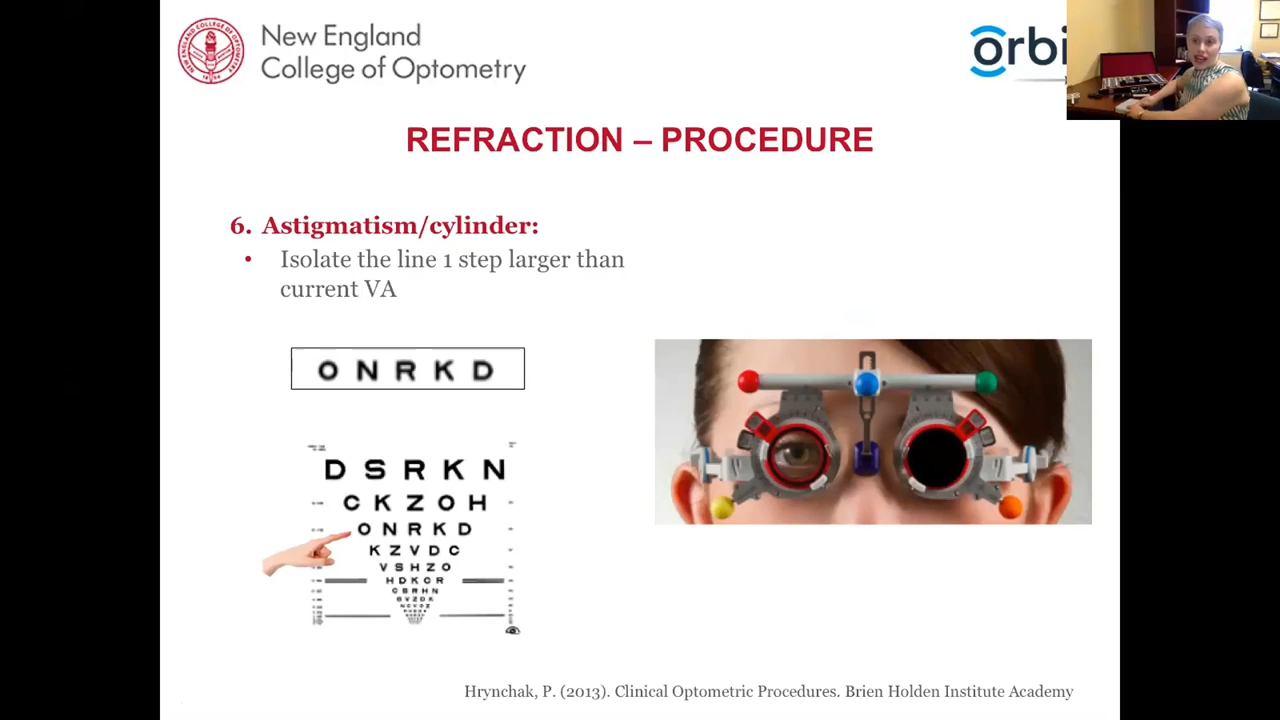 New England
College of Optometry
orbi
REFRACTION – PROCEDURE
6. Astigmatism/cylinder:
• Isolate the line 1 step larger than
current VA
O N R K D
D S R K N
C K Z O H
O N R K D
K Z V D C
V S H Z O
H D K C R
C S R H N
Hrynchak, P. (2013). Clinical Optometric Procedures. Brien Holden Institute Academy